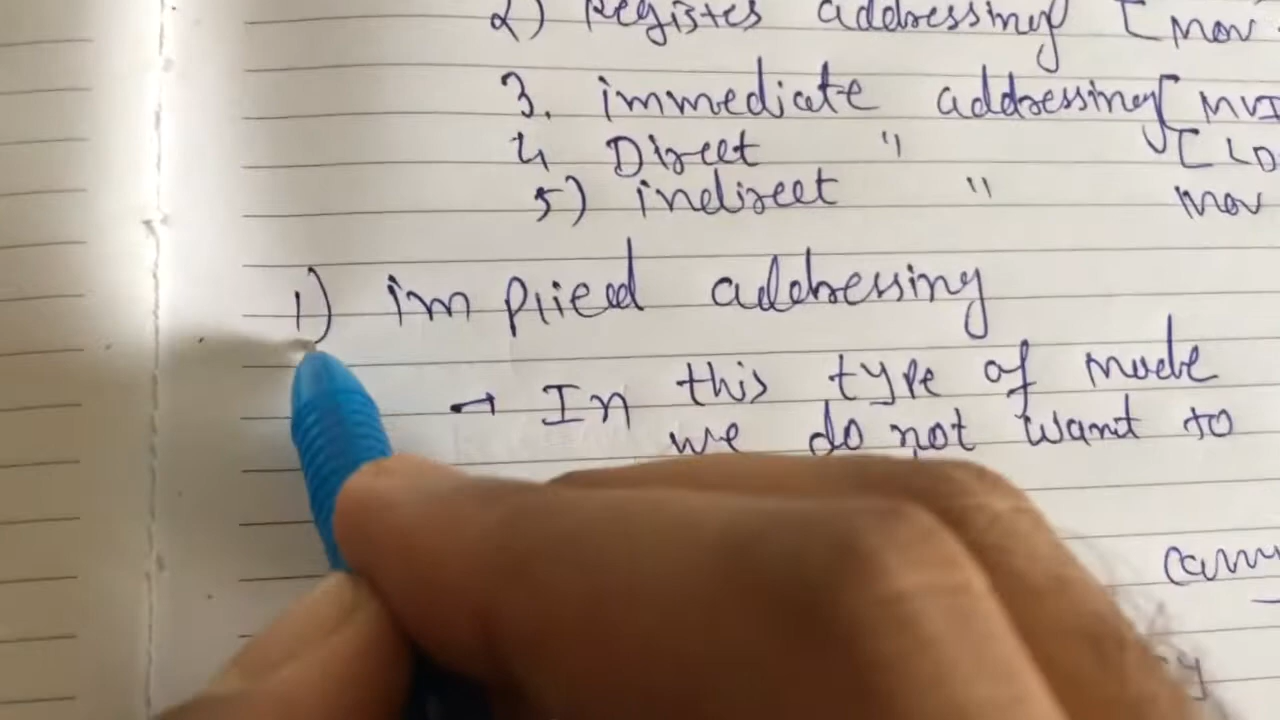 2) Register addressing [ Mov
3. immediate addressing [ MVI
4 Direct " [ LD
5) indirect " Mov
1) implied addressing
→ In this type of mode
we do not want to